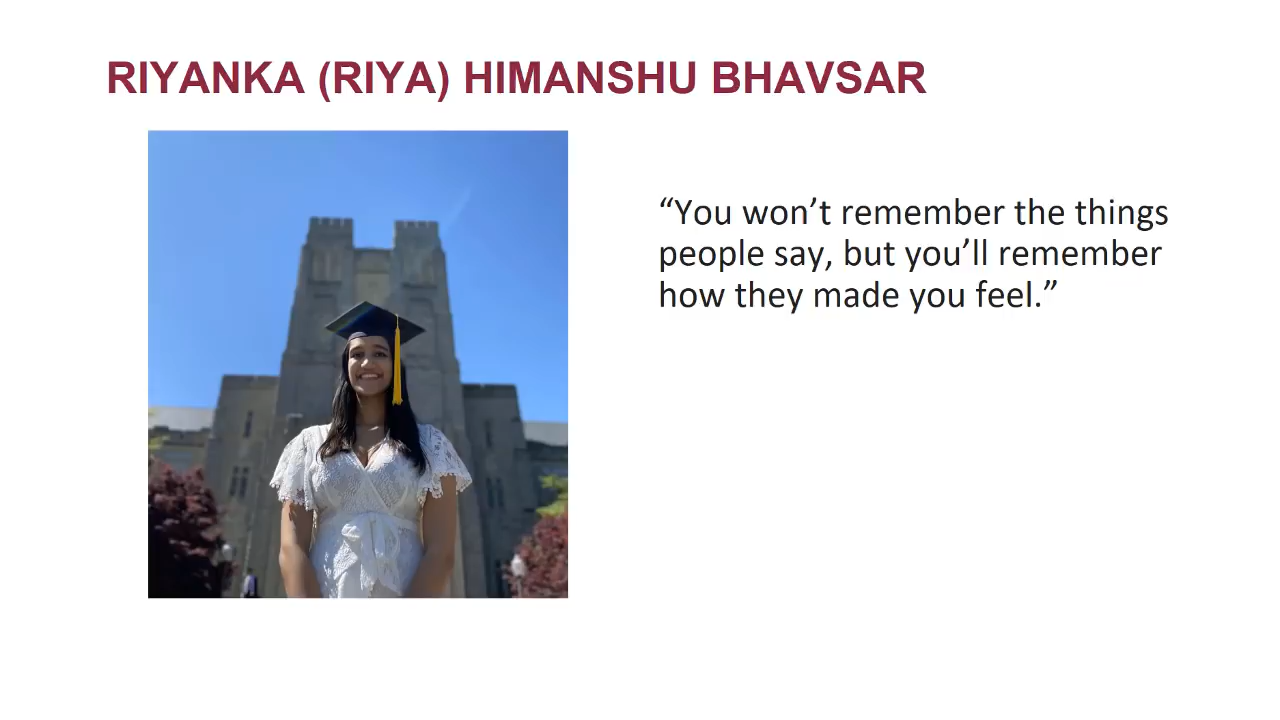 RIYANKA (RIYA) HIMANSHU BHAVSAR
“You won’t remember the things
people say, but you’ll remember
how they made you feel.”